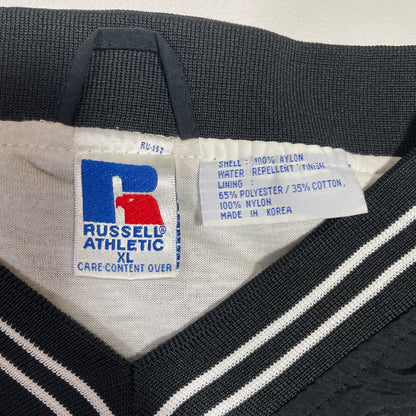 RU-157
RUSSELL®
ATHLETIC
XL
CARE·CONTENT OVER
SHELL : 100% NYLON
WATER REPELLENT FINISH
LINING :
65% POLYESTER / 35% COTTON,
100% NYLON
MADE IN KOREA